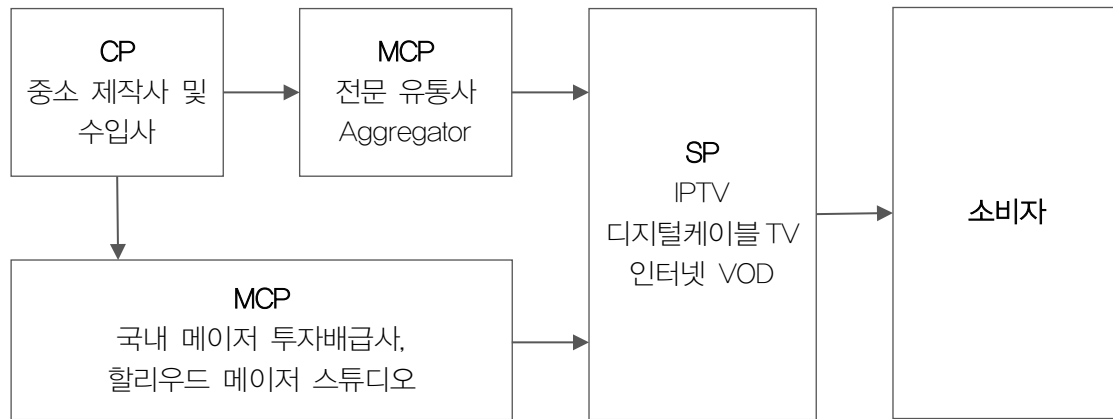 CP
중소 제작사 및
수입사
MCP
전문 유통사
Aggregator
MCP
국내 메이저 투자배급사,
할리우드 메이저 스튜디오
SP
IPTV
디지털케이블 TV
인터넷 VOD
소비자